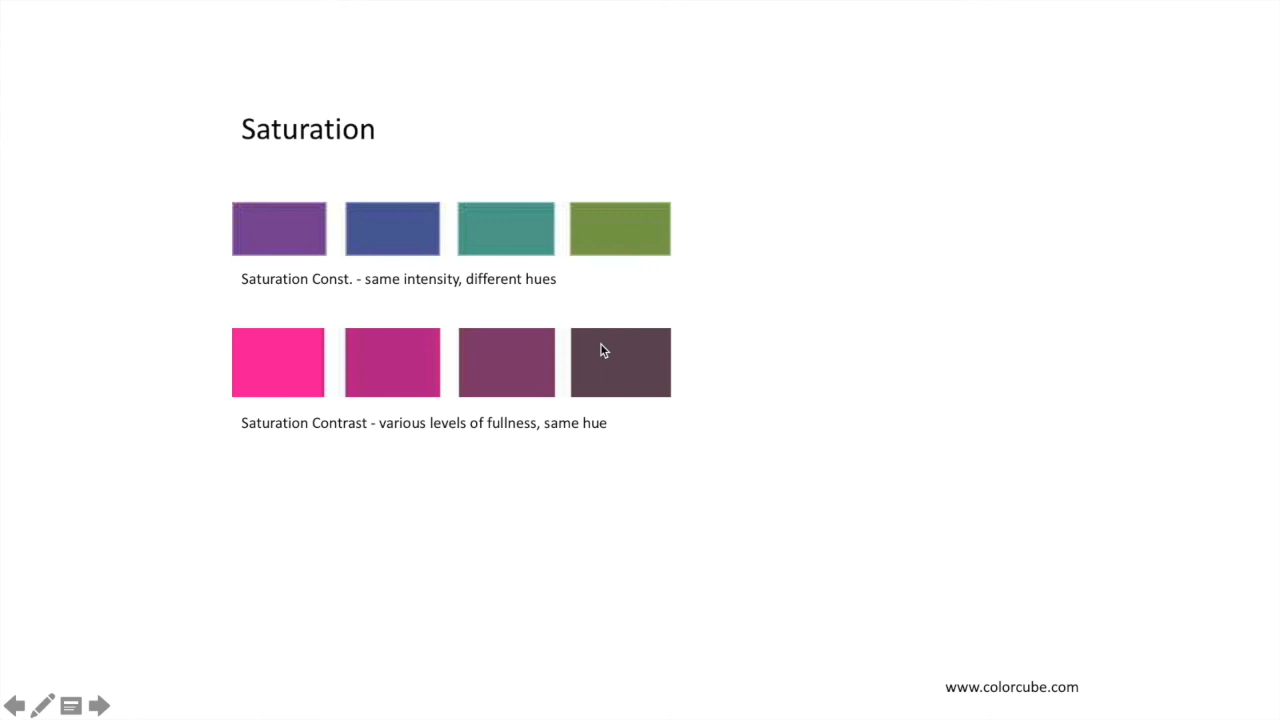 Saturation
Saturation Const. - same intensity, different hues
Saturation Contrast - various levels of fullness, same hue
www.colorcube.com